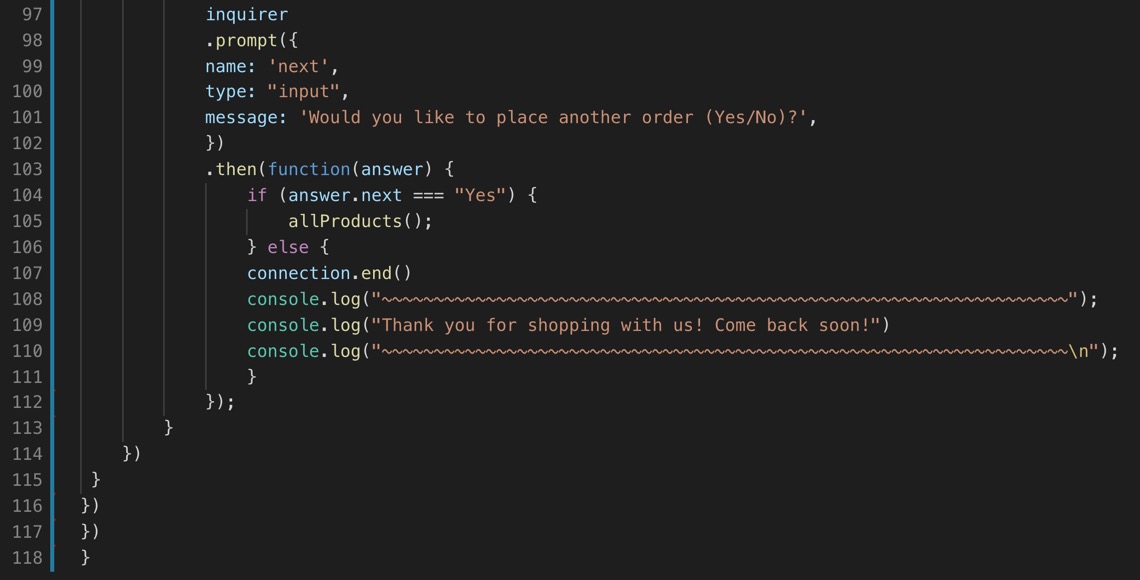 97 inquirer
98 .prompt({
99 name: 'next',
100 type: "input",
101 message: 'Would you like to place another order (Yes/No)?',
102 })
103 .then(function(answer) {
104 if (answer.next === "Yes") {
105 allProducts();
106 } else {
107 connection.end()
108 console.log("~~~~~~~~~~~~~~~~~~~~~~~~~~~~~~~~~~~~~~~~~~~~~~~~~~~~~~~~~~~~~~~~~~");
109 console.log("Thank you for shopping with us! Come back soon!")
110 console.log("~~~~~~~~~~~~~~~~~~~~~~~~~~~~~~~~~~~~~~~~~~~~~~~~~~~~~~~~~~~~~~~~~~\n");
111 }
112 });
113 }
114 })
115 }
116 })
117 })
118 }